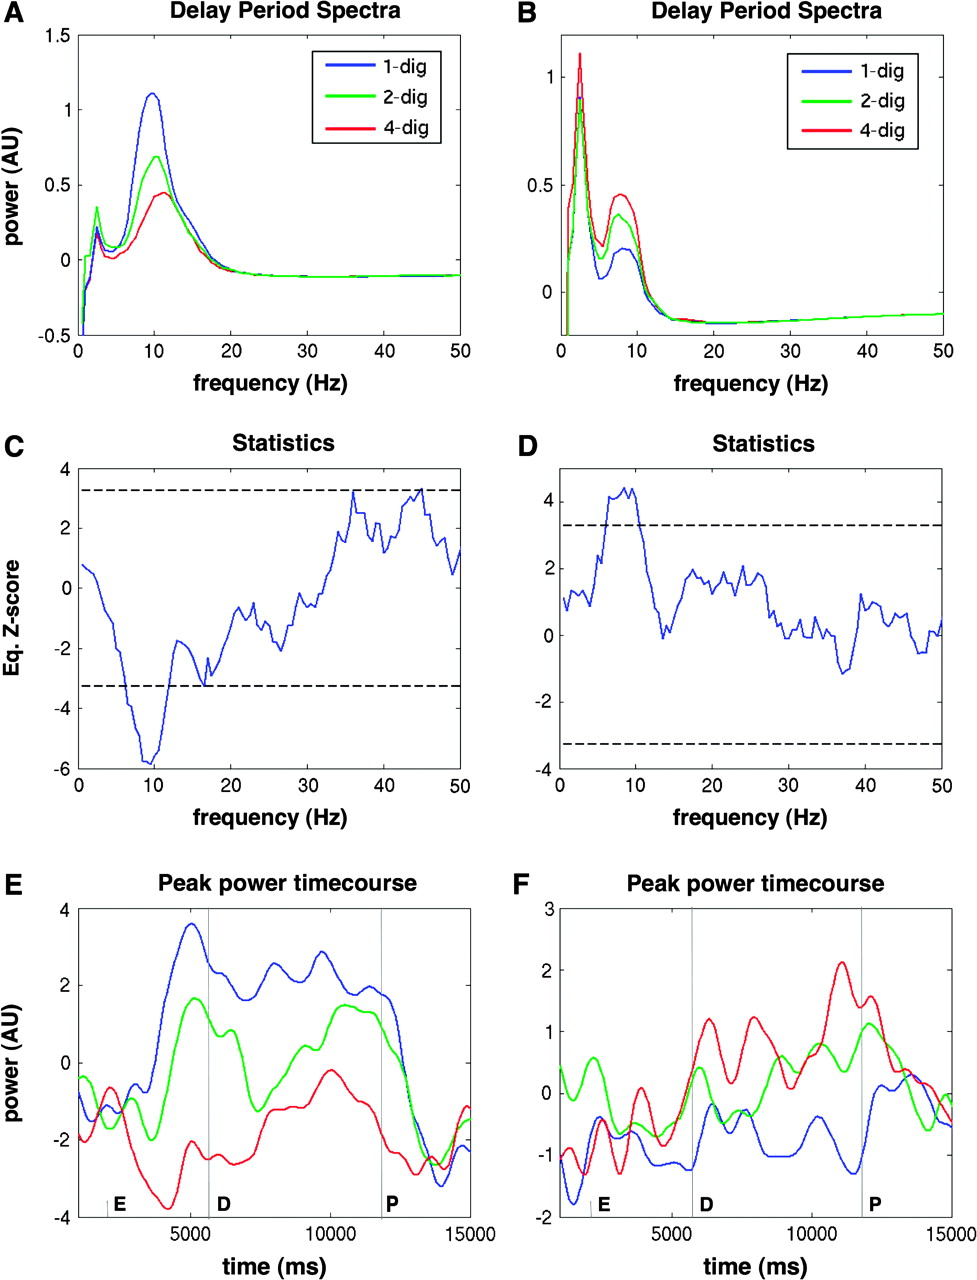 A Delay Period Spectra
1.5
1
0.5
0
-0.5
power (AU)
1-dig
2-dig
4-dig
0 10 20 30 40 50
frequency (Hz)
B Delay Period Spectra
1
0.5
0
1-dig
2-dig
4-dig
0 10 20 30 40 50
frequency (Hz)
C Statistics
4
2
0
-2
-4
-6
Eq. Z-score
0 10 20 30 40 50
frequency (Hz)
D Statistics
4
2
0
-2
-4
0 10 20 30 40 50
frequency (Hz)
E Peak power timecourse
4
2
0
-2
-4
power (AU)
E D P
5000 10000 15000
time (ms)
F Peak power timecourse
3
2
1
0
-1
-2
E D P
5000 10000 15000
time (ms)